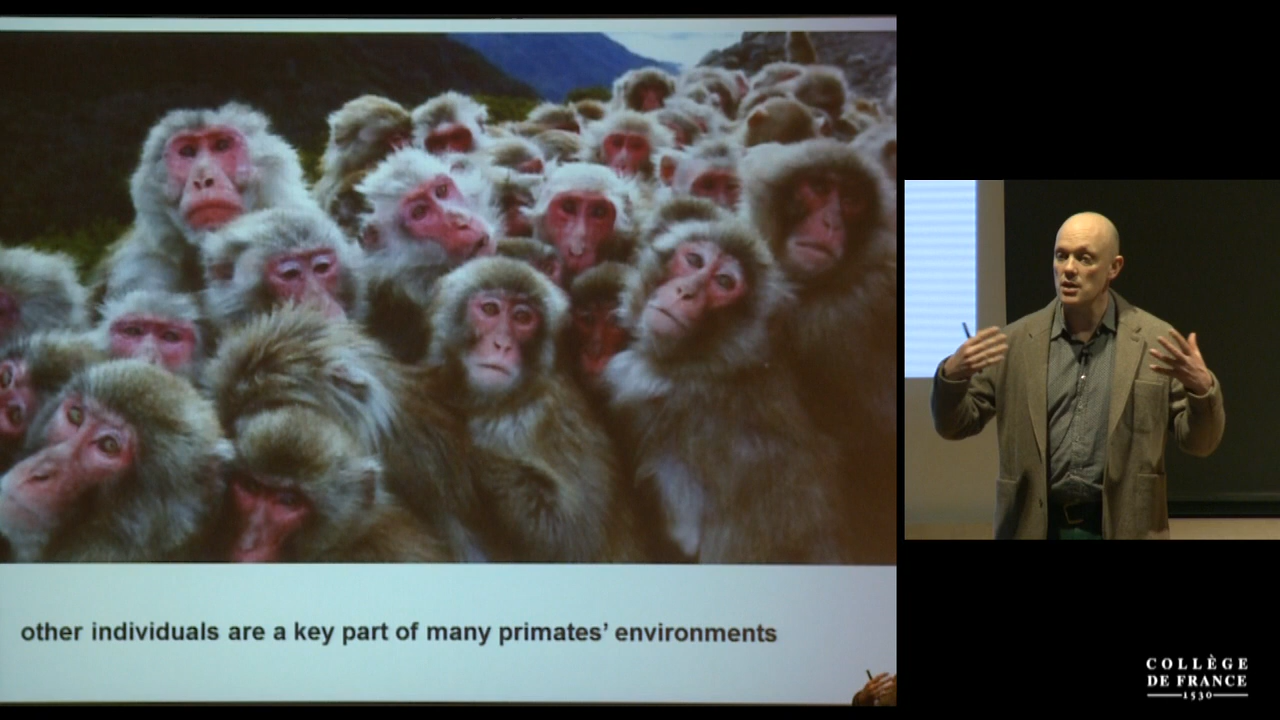 other individuals are a key part of many primates’ environments
COLLÈGE
DE FRANCE
1530